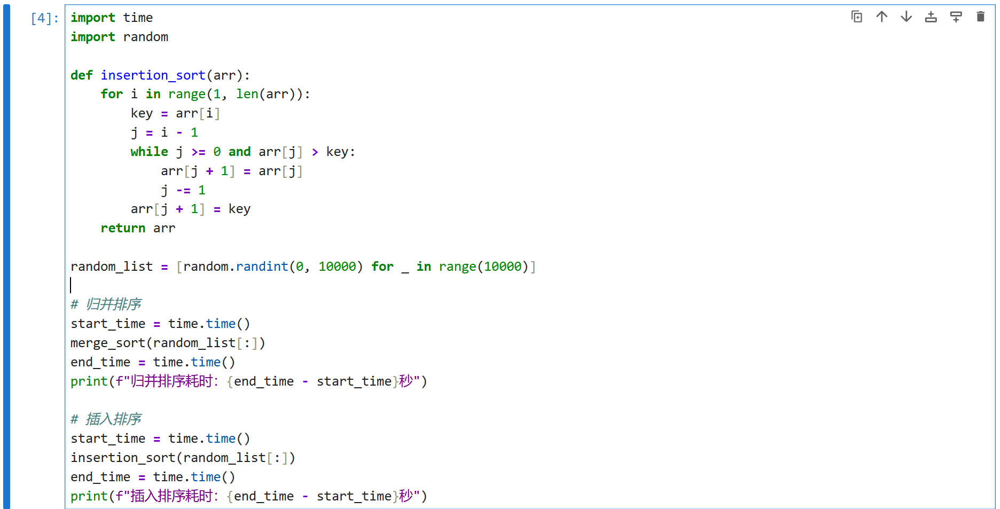 [4]:
import time
import random
def insertion_sort(arr):
    for i in range(1, len(arr)):
        key = arr[i]
        j = i - 1
        while j >= 0 and arr[j] > key:
            arr[j + 1] = arr[j]
            j -= 1
        arr[j + 1] = key
    return arr
random_list = [random.randint(0, 10000) for _ in range(10000)]
# 归并排序
start_time = time.time()
merge_sort(random_list[:])
end_time = time.time()
print(f"归并排序耗时：{end_time - start_time}秒")
# 插入排序
start_time = time.time()
insertion_sort(random_list[:])
end_time = time.time()
print(f"插入排序耗时：{end_time - start_time}秒")